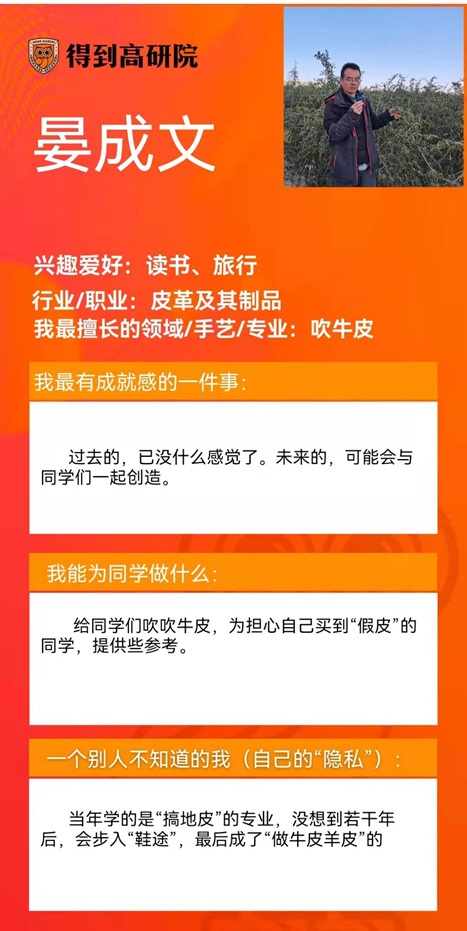 得到高研院
晏成文
兴趣爱好：读书、旅行
行业/职业：皮革及其制品
我最擅长的领域/手艺/专业：吹牛皮
我最有成就感的一件事：
过去的，已没什么感觉了。未来的，可能会与
同学们一起创造。
我能为同学做什么：
给同学们吹吹牛皮，为担心自己买到“假皮”的
同学，提供些参考。
一个别人不知道的我（自己的“隐私”）：
当年学的是“搞地皮”的专业，没想到若干年
后，会步入“鞋途”，最后成了“做牛皮羊皮”的